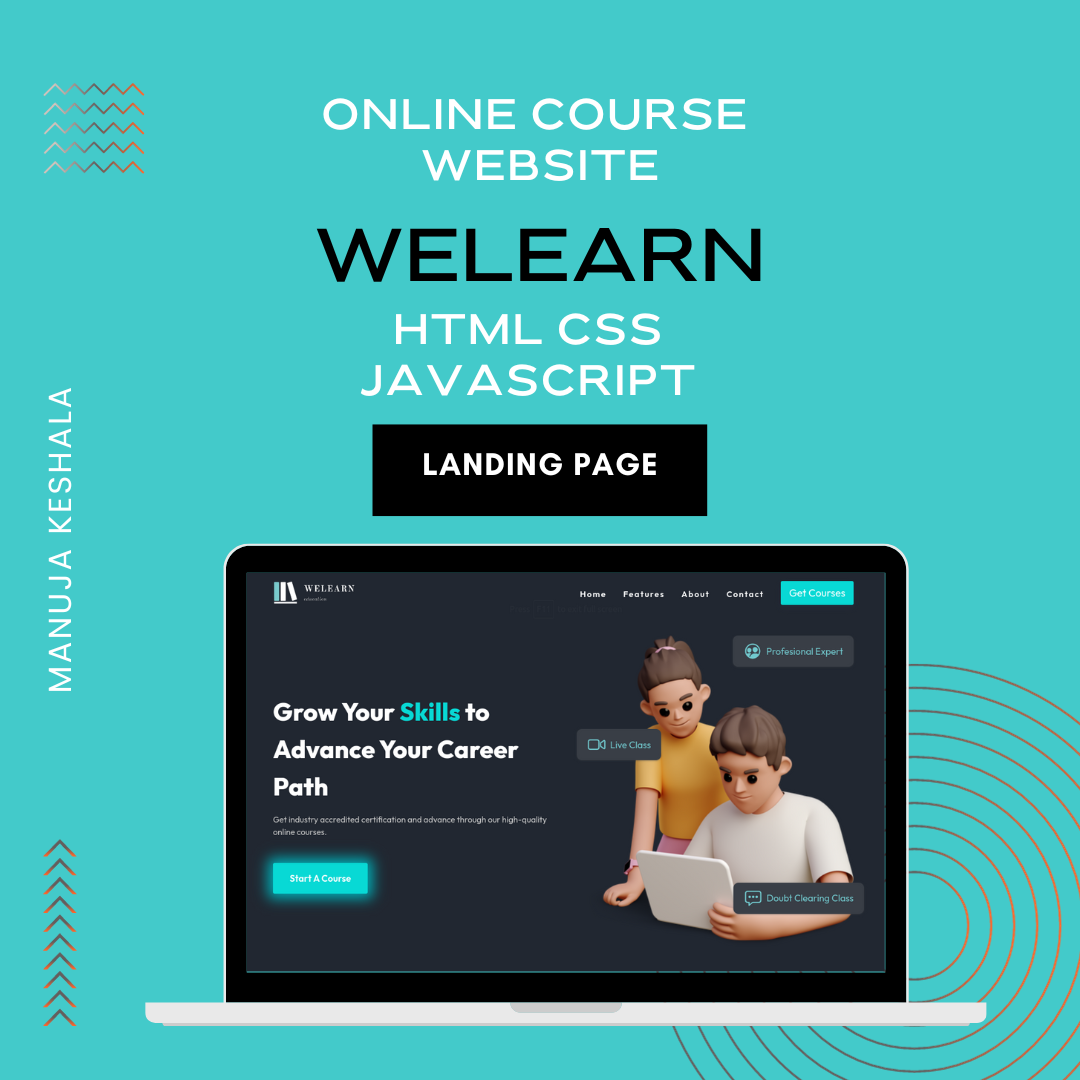 ONLINE COURSE
WEBSITE
WELEARN
HTML CSS
JAVASCRIPT
LANDING PAGE
MANUJA KESHALA
WELEARN
education
Home Features About Contact Get Courses
Profesional Expert
Grow Your Skills to
Advance Your Career
Path
Live Class
Get industry accredited certification and advance through our high-quality
online courses.
Start A Course
Doubt Clearing Class